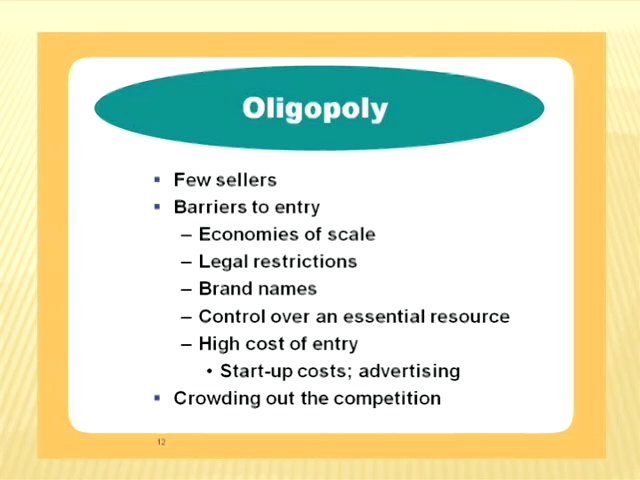 Oligopoly
▪ Few sellers
▪ Barriers to entry
– Economies of scale
– Legal restrictions
– Brand names
– Control over an essential resource
– High cost of entry
• Start-up costs; advertising
▪ Crowding out the competition
12